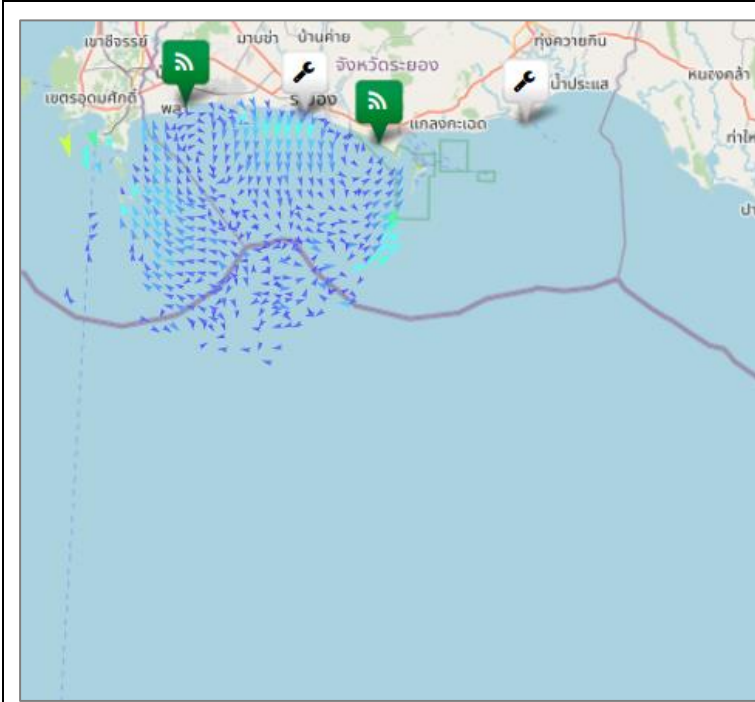 เขาชีจรรย์
มาบข่า
บ้านค่าย
ทุ่งควายกิน
จังหวัดระยอง
หนองคล้า
เขตรอุดมศักดิ์
น้ำประแส
พลา
แกลงกะเฉด